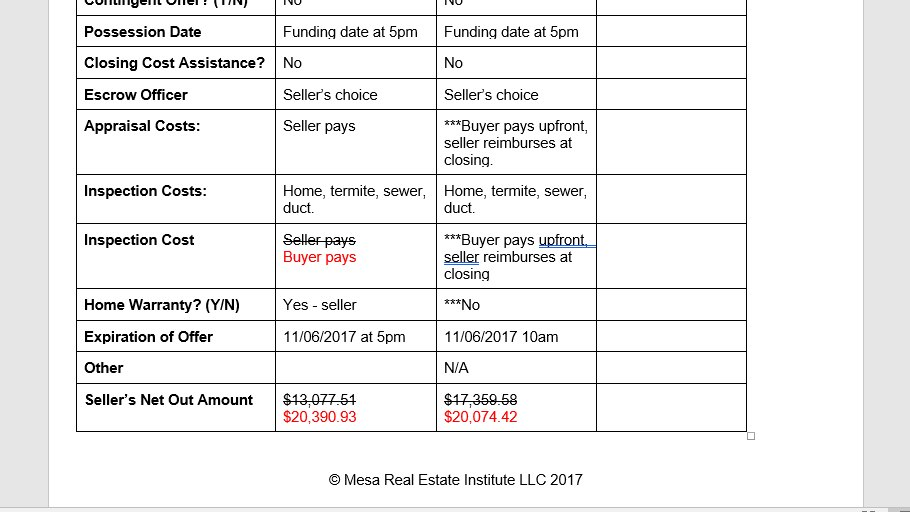 Contingent Offer? (Y/N) No No
Possession Date Funding date at 5pm Funding date at 5pm
Closing Cost Assistance? No No
Escrow Officer Seller's choice Seller's choice
Appraisal Costs: Seller pays ***Buyer pays upfront,
seller reimburses at
closing.
Inspection Costs: Home, termite, sewer, Home, termite, sewer,
duct. duct.
Inspection Cost Seller pays ***Buyer pays upfront,
Buyer pays seller reimburses at
closing
Home Warranty? (Y/N) Yes - seller ***No
Expiration of Offer 11/06/2017 at 5pm 11/06/2017 10am
Other N/A
Seller's Net Out Amount $13,077.51 $17,359.58
$20,390.93 $20,074.42
© Mesa Real Estate Institute LLC 2017